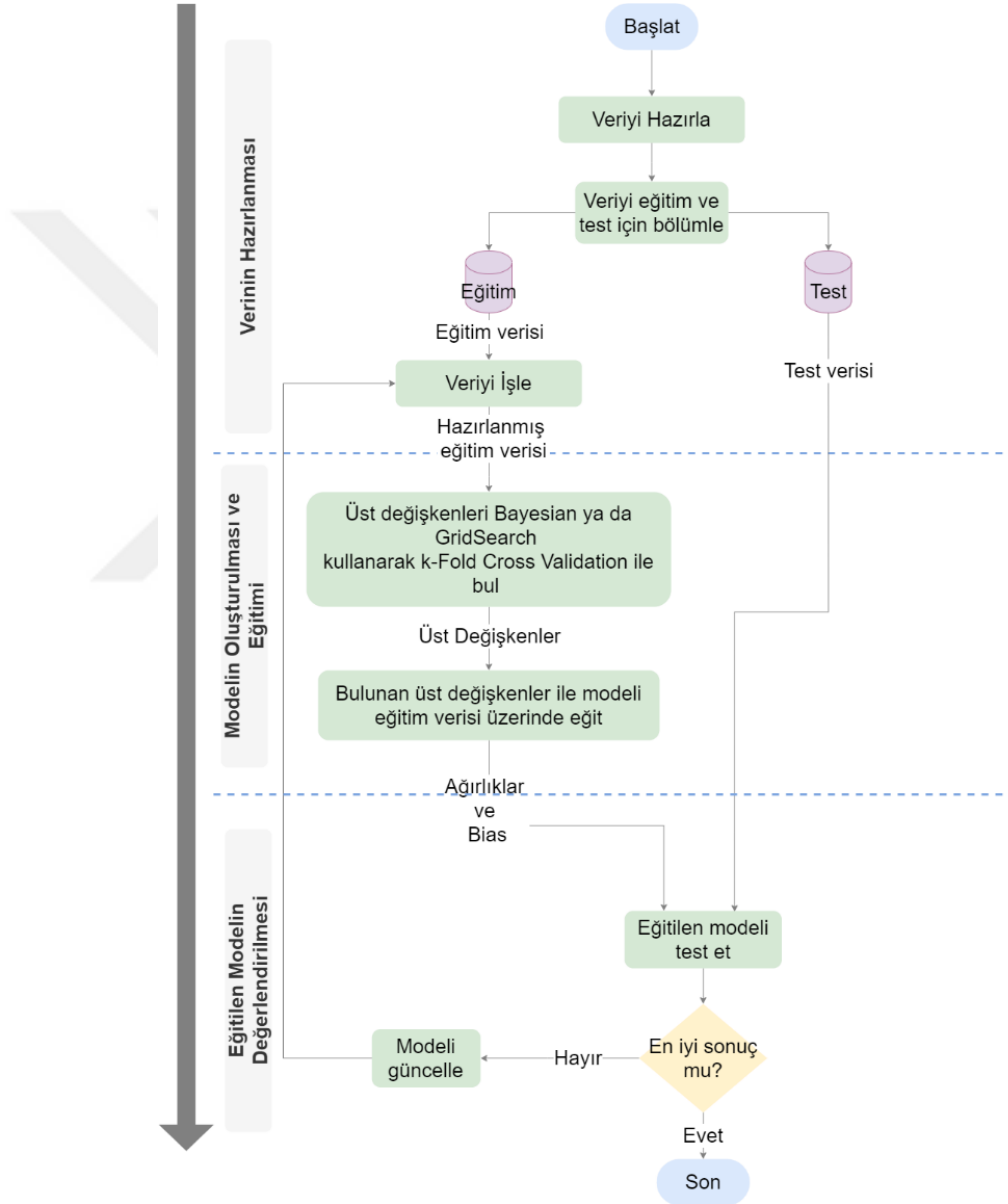 Başlat
Verinin Hazırlanması
Veriyi Hazırla
Veriyi eğitim ve
test için bölümle
Eğitim
Test
Eğitim verisi
Test verisi
Veriyi İşle
Hazırlanmış
eğitim verisi
Modelin Oluşturulması ve
Eğitimi
Üst değişkenleri Bayesian ya da
GridSearch
kullanarak k-Fold Cross Validation ile
bul
Üst Değişkenler
Bulunan üst değişkenler ile modeli
eğitim verisi üzerinde eğit
Ağırlıklar
ve
Bias
Eğitilen Modelin
Değerlendirilmesi
Eğitilen modeli
test et
En iyi sonuç
mu?
Hayır
Modeli
güncelle
Evet
Son